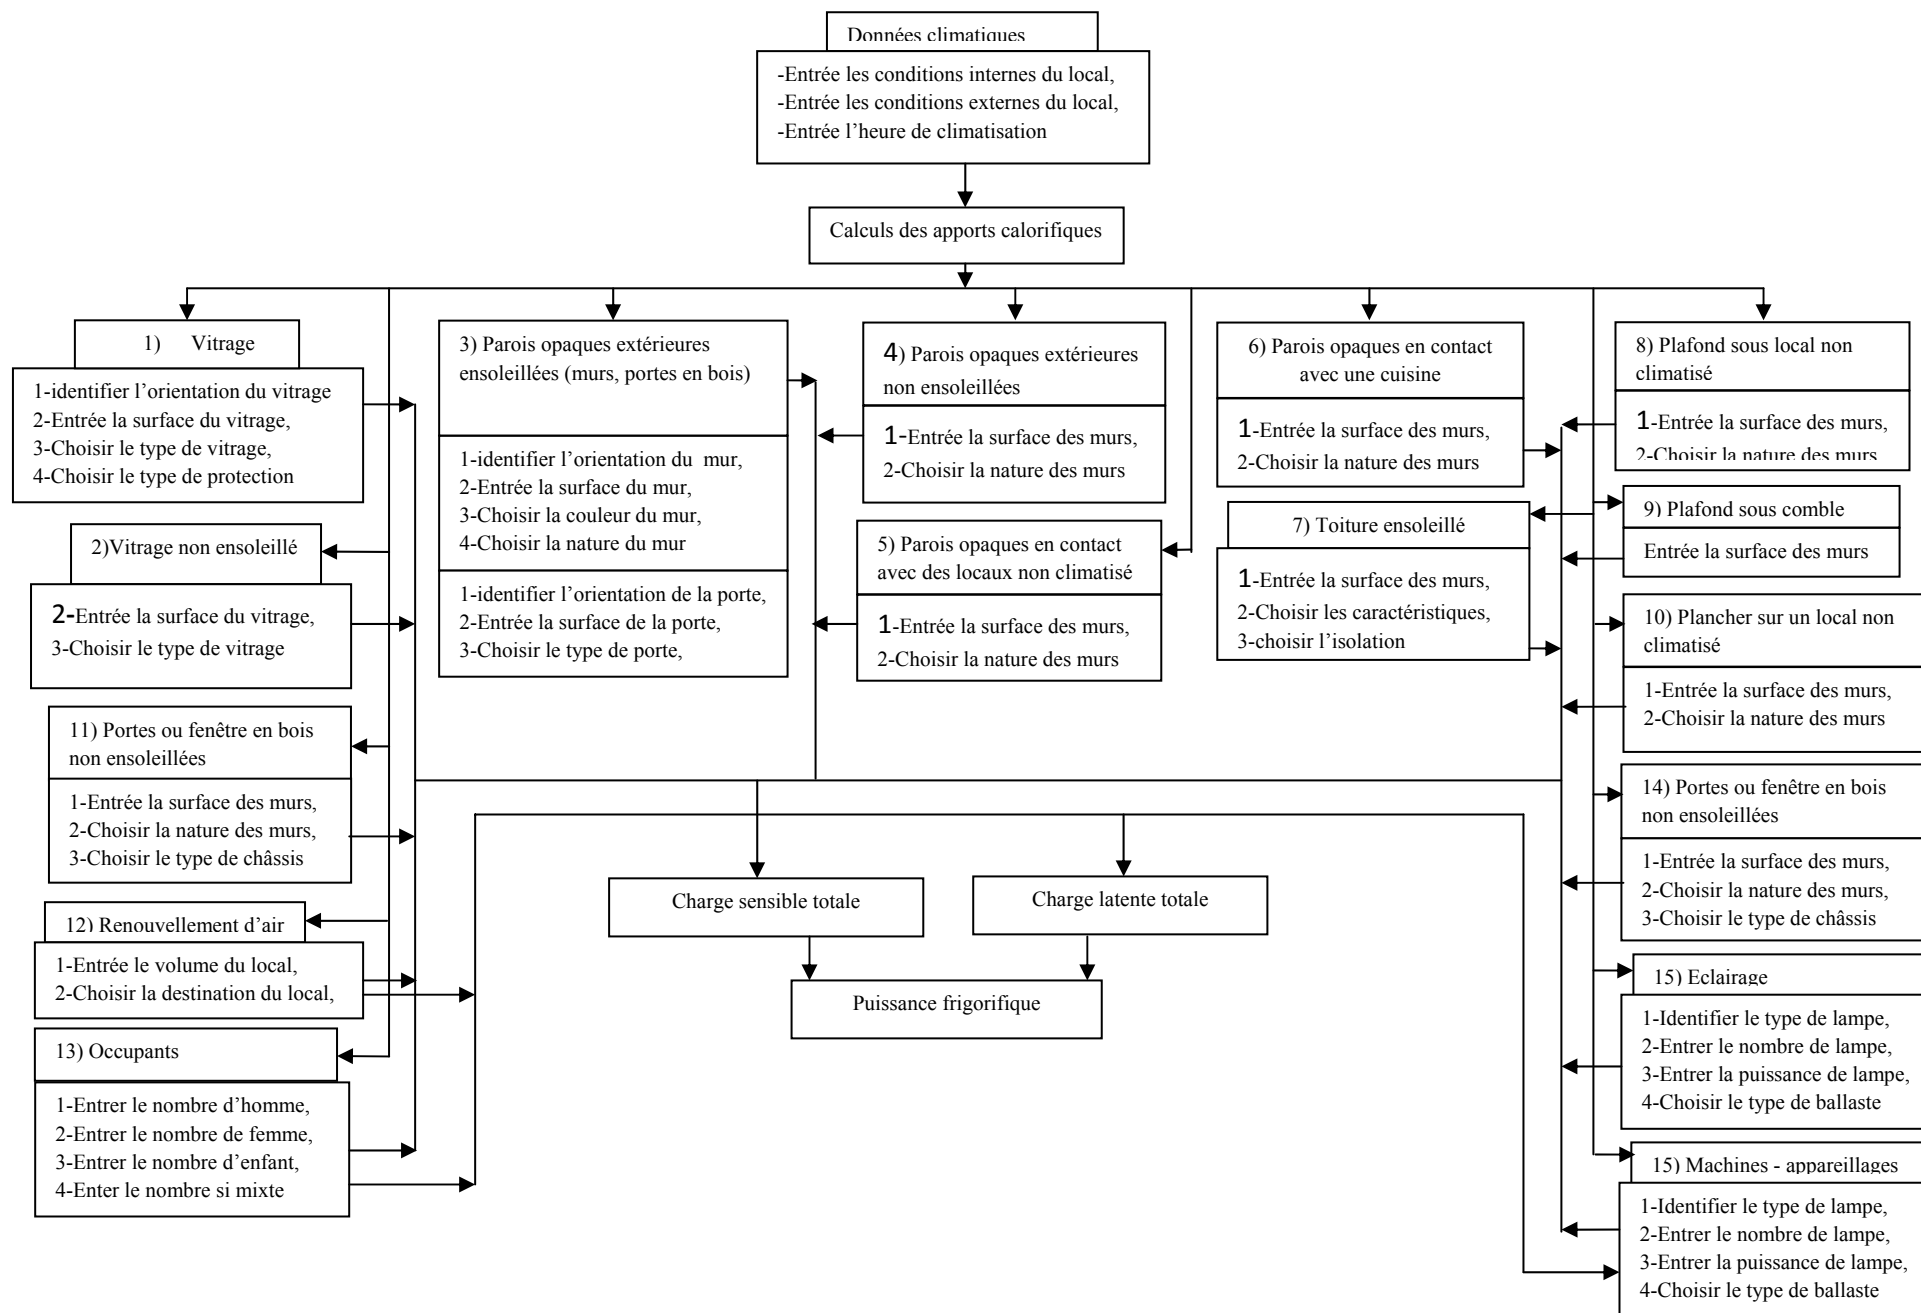 Données climatiques
-Entrée les conditions internes du local,
-Entrée les conditions externes du local,
-Entrée l’heure de climatisation
Calculs des apports calorifiques
1) Vitrage
1-identifier l’orientation du vitrage
2-Entrée la surface du vitrage,
3-Choisir le type de vitrage,
4-Choisir le type de protection
2)Vitrage non ensoleillé
2-Entrée la surface du vitrage,
3-Choisir le type de vitrage
3) Parois opaques extérieures
ensoleillées (murs, portes en bois)
1-identifier l’orientation du mur,
2-Entrée la surface du mur,
3-Choisir la couleur du mur,
4-Choisir la nature du mur
1-identifier l’orientation de la porte,
2-Entrée la surface de la porte,
3-Choisir le type de porte,
4) Parois opaques extérieures
non ensoleillées
1-Entrée la surface des murs,
2-Choisir la nature des murs
5) Parois opaques en contact
avec des locaux non climatisé
1-Entrée la surface des murs,
2-Choisir la nature des murs
6) Parois opaques en contact
avec une cuisine
1-Entrée la surface des murs,
2-Choisir la nature des murs
7) Toiture ensoleillé
1-Entrée la surface des murs,
2-Choisir les caractéristiques,
3-choisir l’isolation
8) Plafond sous local non
climatisé
1-Entrée la surface des murs,
2-Choisir la nature des murs
9) Plafond sous comble
Entrée la surface des murs
10) Plancher sur un local non
climatisé
1-Entrée la surface des murs,
2-Choisir la nature des murs
11) Portes ou fenêtre en bois
non ensoleillées
1-Entrée la surface des murs,
2-Choisir la nature des murs,
3-Choisir le type de châssis
12) Renouvellement d’air
1-Entrée le volume du local,
2-Choisir la destination du local,
13) Occupants
1-Entrer le nombre d’homme,
2-Entrer le nombre de femme,
3-Entrer le nombre d’enfant,
4-Enter le nombre si mixte
14) Portes ou fenêtre en bois
non ensoleillées
1-Entrée la surface des murs,
2-Choisir la nature des murs,
3-Choisir le type de châssis
15) Eclairage
1-Identifier le type de lampe,
2-Entrer le nombre de lampe,
3-Entrer la puissance de lampe,
4-Choisir le type de ballaste
15) Machines - appareillages
1-Identifier le type de lampe,
2-Entrer le nombre de lampe,
3-Entrer la puissance de lampe,
4-Choisir le type de ballaste
Charge sensible totale
Charge latente totale
Puissance frigorifique